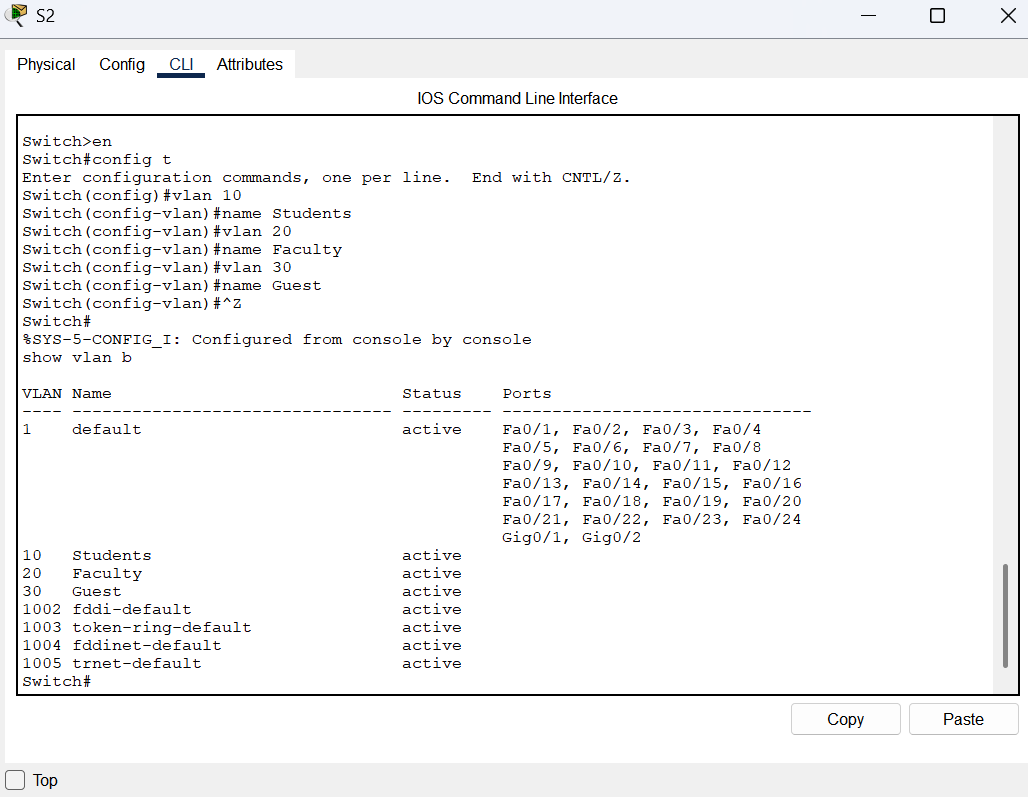 S2
Physical Config CLI Attributes
IOS Command Line Interface
Switch>en
Switch#config t
Enter configuration commands, one per line.  End with CNTL/Z.
Switch(config)#vlan 10
Switch(config-vlan)#name Students
Switch(config-vlan)#vlan 20
Switch(config-vlan)#name Faculty
Switch(config-vlan)#vlan 30
Switch(config-vlan)#name Guest
Switch(config-vlan)#^Z
Switch#
%SYS-5-CONFIG_I: Configured from console by console
show vlan b
VLAN Name                             Status    Ports
---- -------------------------------- --------- -------------------------------
1    default                          active    Fa0/1, Fa0/2, Fa0/3, Fa0/4
                                                Fa0/5, Fa0/6, Fa0/7, Fa0/8
                                                Fa0/9, Fa0/10, Fa0/11, Fa0/12
                                                Fa0/13, Fa0/14, Fa0/15, Fa0/16
                                                Fa0/17, Fa0/18, Fa0/19, Fa0/20
                                                Fa0/21, Fa0/22, Fa0/23, Fa0/24
                                                Gig0/1, Gig0/2
10   Students                         active
20   Faculty                          active
30   Guest                            active
1002 fddi-default                     active
1003 token-ring-default               active
1004 fddinet-default                  active
1005 trnet-default                    active
Switch#
Copy Paste
Top